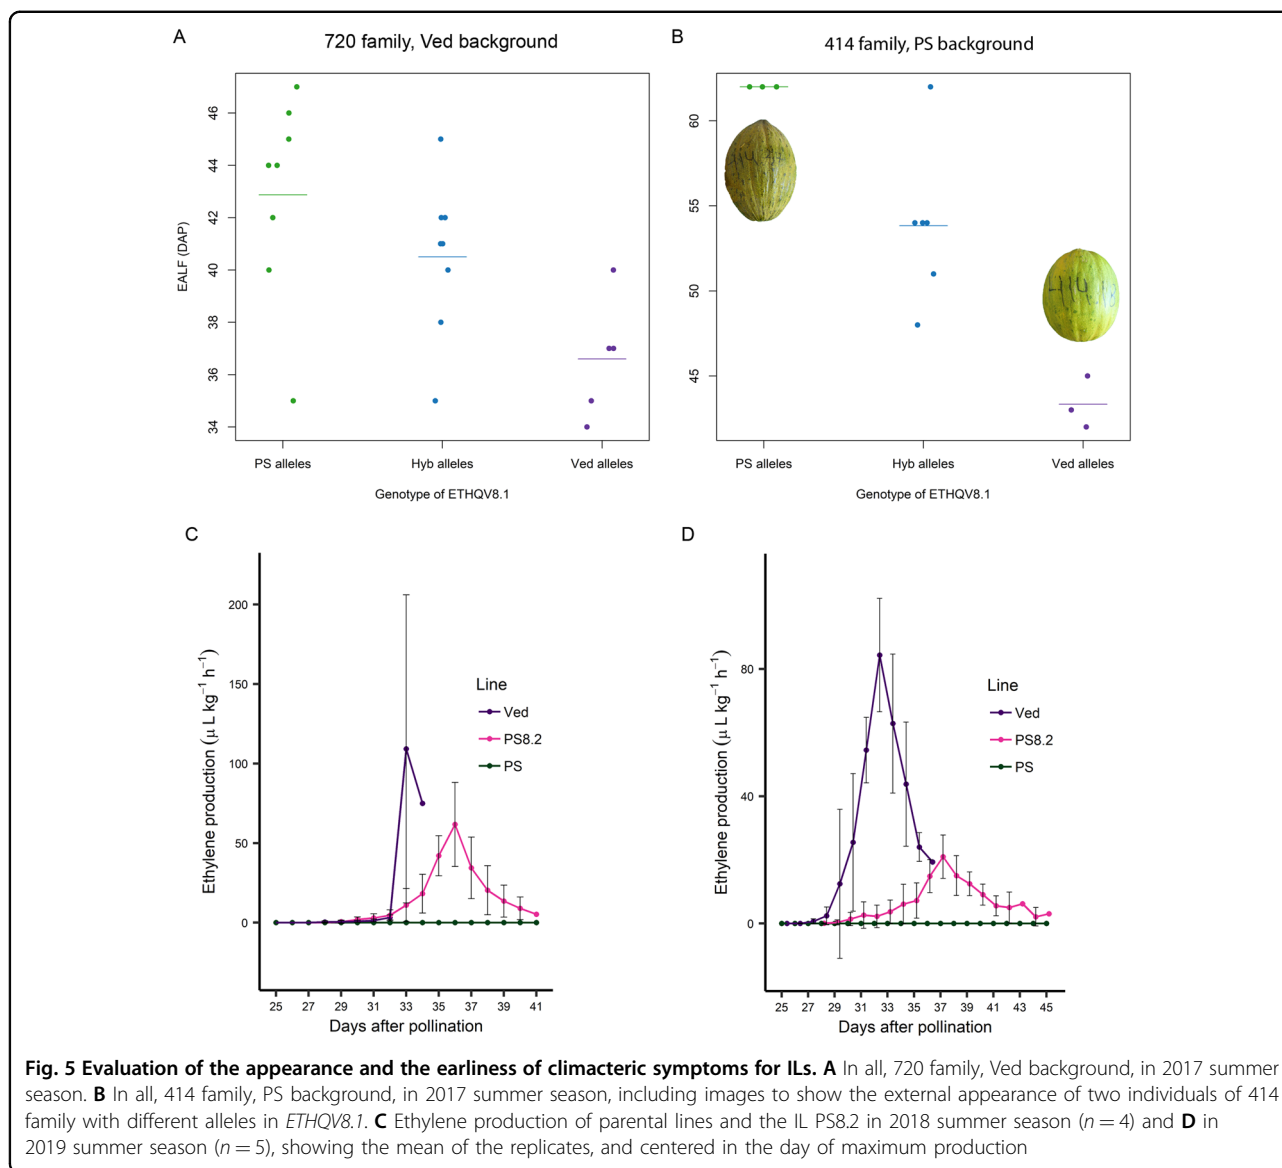 A
720 family, Ved background
EALF (DAP)
46
44
42
40
38
36
34
PS alleles
Hyb alleles
Ved alleles
Genotype of ETHQV8.1
B
414 family, PS background
60
55
50
45
PS alleles
Hyb alleles
Ved alleles
Genotype of ETHQV8.1
C
Ethylene production (μ L kg⁻¹ h⁻¹)
200
150
100
50
0
Line
Ved
PS8.2
PS
25 27 29 31 33 35 37 39 41
Days after pollination
D
Ethylene production (μ L kg⁻¹ h⁻¹)
80
40
0
Line
Ved
PS8.2
PS
25 27 29 31 33 35 37 39 41 43 45
Days after pollination
Fig. 5 Evaluation of the appearance and the earliness of climacteric symptoms for ILs. A In all, 720 family, Ved background, in 2017 summer
season. B In all, 414 family, PS background, in 2017 summer season, including images to show the external appearance of two individuals of 414
family with different alleles in ETHQV8.1. C Ethylene production of parental lines and the IL PS8.2 in 2018 summer season (n = 4) and D in
2019 summer season (n = 5), showing the mean of the replicates, and centered in the day of maximum production